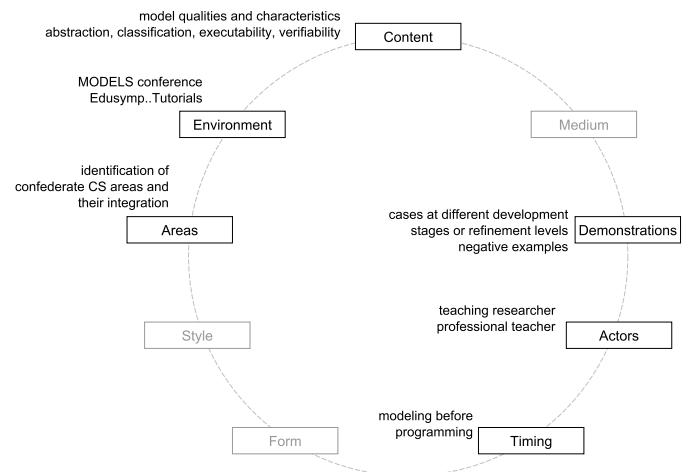 model qualities and characteristics
abstraction, classification, executability, verifiability
Content
MODELS conference
Edusymp..Tutorials
Environment
Medium
identification of
confederate CS areas and
their integration
Areas
cases at different development
stages or refinement levels
negative examples
Demonstrations
teaching researcher
professional teacher
Style
Actors
modeling before
programming
Form
Timing